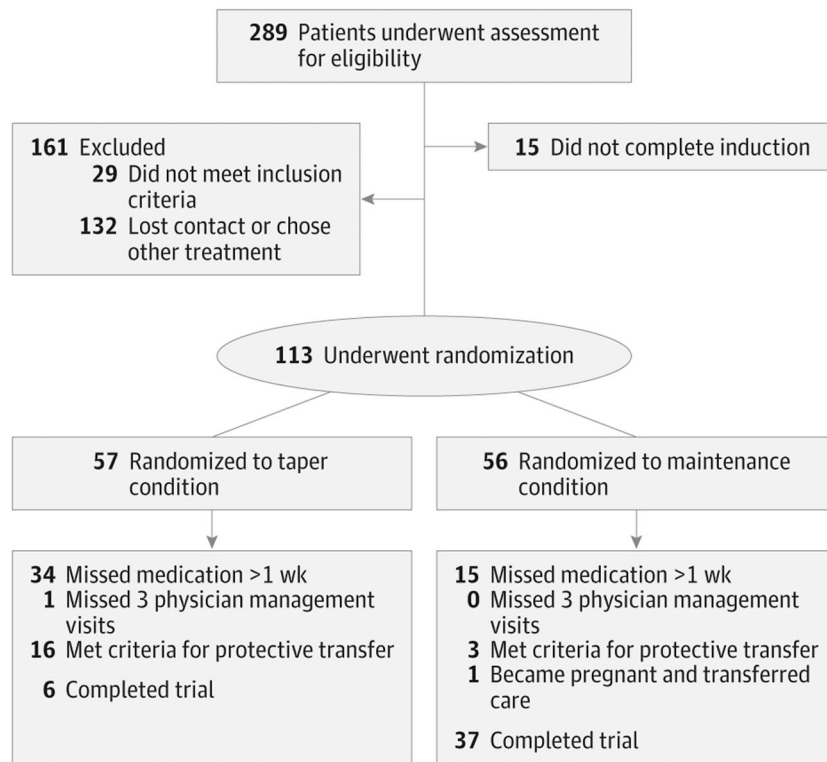 289 Patients underwent assessment
for eligibility
161 Excluded
29 Did not meet inclusion
criteria
132 Lost contact or chose
other treatment
15 Did not complete induction
113 Underwent randomization
57 Randomized to taper
condition
56 Randomized to maintenance
condition
34 Missed medication >1 wk
1 Missed 3 physician management
visits
16 Met criteria for protective transfer
6 Completed trial
15 Missed medication >1 wk
0 Missed 3 physician management
visits
3 Met criteria for protective transfer
1 Became pregnant and transferred
care
37 Completed trial